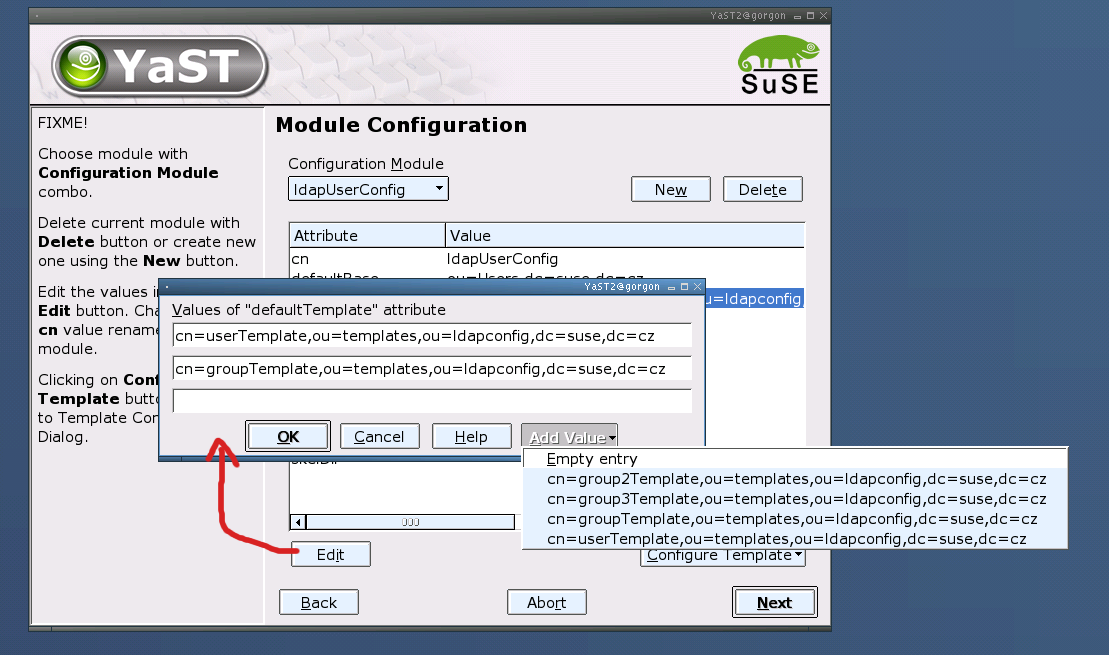 YaST2@gorgon
YaST
SuSE
FIXME!
Choose module with
Configuration Module
combo.
Delete current module with
Delete button or create new
one using the New button.
Edit the values i
Edit button. Cha
cn value rename
module.
Clicking on Conf
Template butto
to Template Con
Dialog.
Module Configuration
Configuration Module
ldapUserConfig
New
Delete
Attribute Value
cn ldapUserConfig
defaultBase ou=Users,dc=suse,dc=cz
u=ldapconfig,
YaST2@gorgon
Values of "defaultTemplate" attribute
cn=userTemplate,ou=templates,ou=ldapconfig,dc=suse,dc=cz
cn=groupTemplate,ou=templates,ou=ldapconfig,dc=suse,dc=cz
OK
Cancel
Help
Add Value
Empty entry
cn=group2Template,ou=templates,ou=ldapconfig,dc=suse,dc=cz
cn=group3Template,ou=templates,ou=ldapconfig,dc=suse,dc=cz
cn=groupTemplate,ou=templates,ou=ldapconfig,dc=suse,dc=cz
cn=userTemplate,ou=templates,ou=ldapconfig,dc=suse,dc=cz
skelDir
Edit
Configure Template
Back
Abort
Next